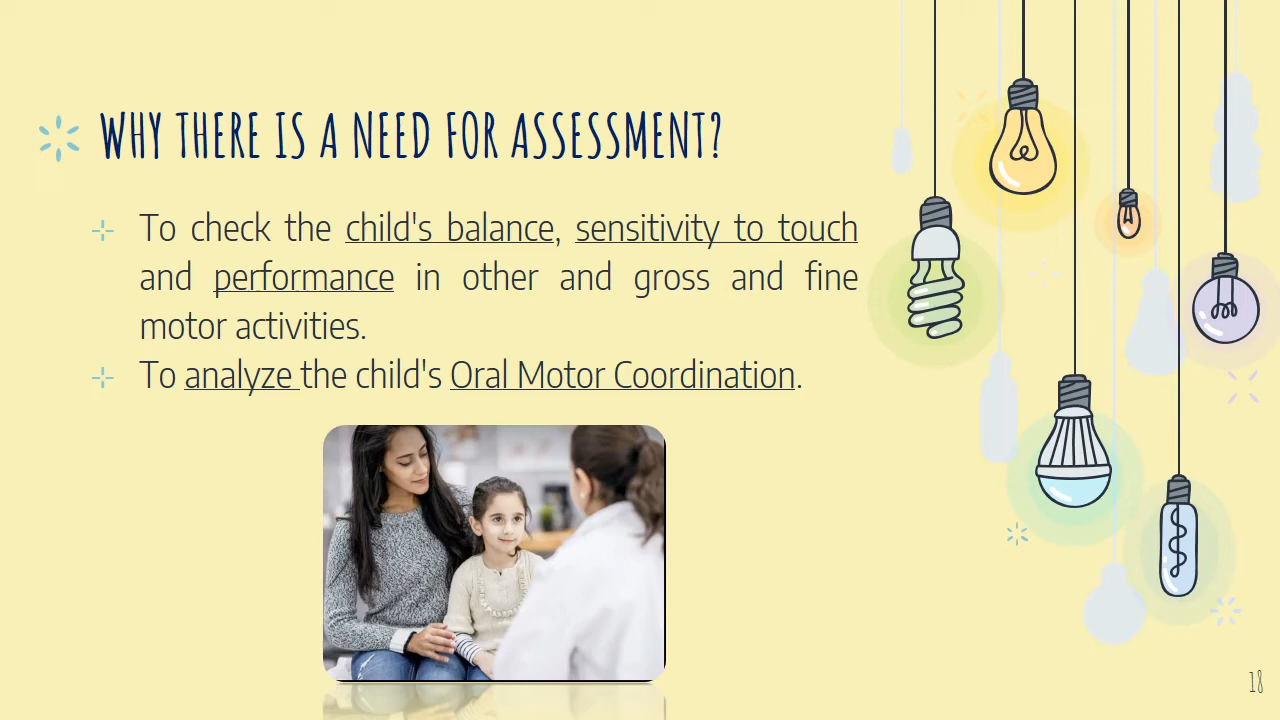 WHY THERE IS A NEED FOR ASSESSMENT?
To check the child's balance, sensitivity to touch
and performance in other and gross and fine
motor activities.
To analyze the child's Oral Motor Coordination.
18